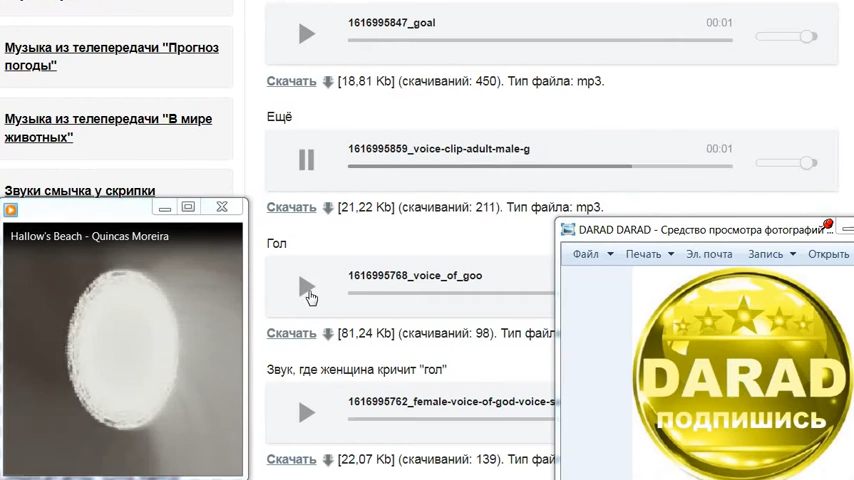 1616995847_goal
00:01
Скачать [18,81 Kb] (скачиваний: 450). Тип файла: mp3.
Музыка из телепередачи "Прогноз
погоды"
Музыка из телепередачи "В мире
животных"
Звуки смычка у скрипки
Ещё
1616995859_voice-clip-adult-male-g
00:01
Скачать [21,22 Kb] (скачиваний: 211). Тип файла: mp3.
Гол
1616995768_voice_of_goo
Скачать [81,24 Kb] (скачиваний: 98). Тип файл
Звук, где женщина кричит "гол"
1616995762_female-voice-of-god-voice-s
Скачать [22,07 Kb] (скачиваний: 139). Тип фай
Hallow's Beach - Quincas Moreira
DARAD DARAD - Средство просмотра фотографий ...
Файл Печать Эл. почта Запись Открыть
DARAD
подпишись